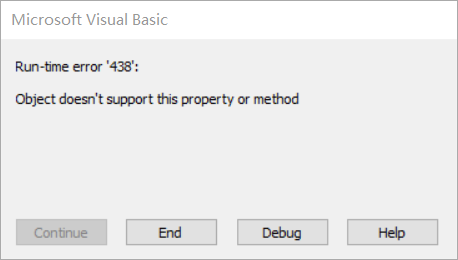 Microsoft Visual Basic
Run-time error '438':
Object doesn't support this property or method
Continue
End
Debug
Help